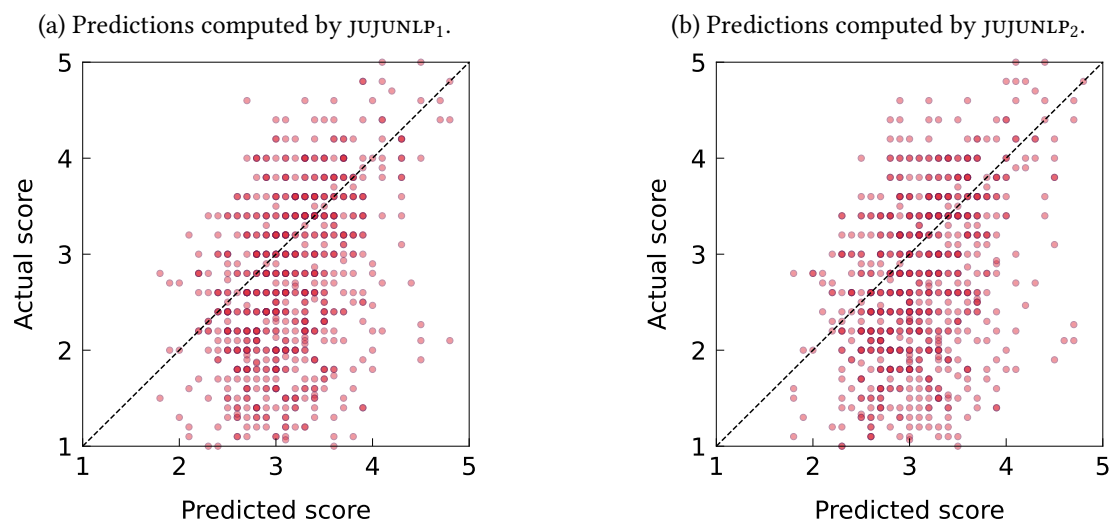 (a) Predictions computed by JUJUNLP₁.
(b) Predictions computed by JUJUNLP₂.
5
4
3
2
1
Actual score
1 2 3 4 5
Predicted score
5
4
3
2
1
Actual score
1 2 3 4 5
Predicted score